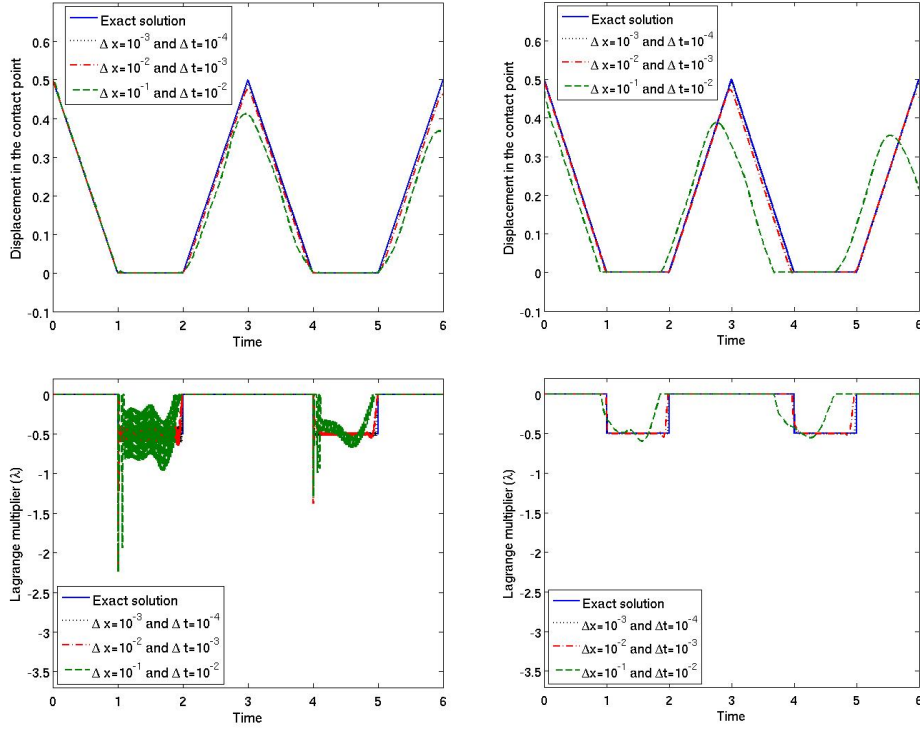 Exact solution
Δ x=10⁻³ and Δ t=10⁻⁴
Δ x=10⁻² and Δ t=10⁻³
Δ x=10⁻¹ and Δ t=10⁻²
0.6
0.5
0.4
0.3
0.2
0.1
0
-0.1
Displacement in the contact point
0 1 2 3 4 5 6
Time
Exact solution
Δ x=10⁻³ and Δ t=10⁻⁴
Δ x=10⁻² and Δ t=10⁻³
Δ x=10⁻¹ and Δ t=10⁻²
0.6
0.5
0.4
0.3
0.2
0.1
0
-0.1
Displacement in the contact point
0 1 2 3 4 5 6
Time
0
-0.5
-1
-1.5
-2
-2.5
-3
-3.5
Lagrange multiplier (λ)
Exact solution
Δ x=10⁻³ and Δ t=10⁻⁴
Δ x=10⁻² and Δ t=10⁻³
Δ x=10⁻¹ and Δ t=10⁻²
0 1 2 3 4 5 6
Time
0
-0.5
-1
-1.5
-2
-2.5
-3
-3.5
Lagrange multiplier (λ)
Exact solution
Δx=10⁻³ and Δt=10⁻⁴
Δx=10⁻² and Δt=10⁻³
Δx=10⁻¹ and Δt=10⁻²
0 1 2 3 4 5 6
Time